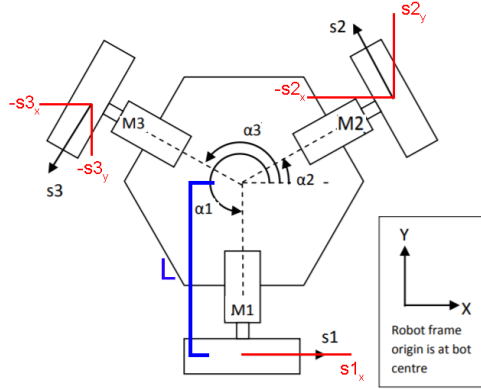 s2
s2y
-s3x
-s2x
M3
α3
M2
-s3y
s3
α2
α1
L
M1
s1
s1x
Y
X
Robot frame
origin is at bot
centre